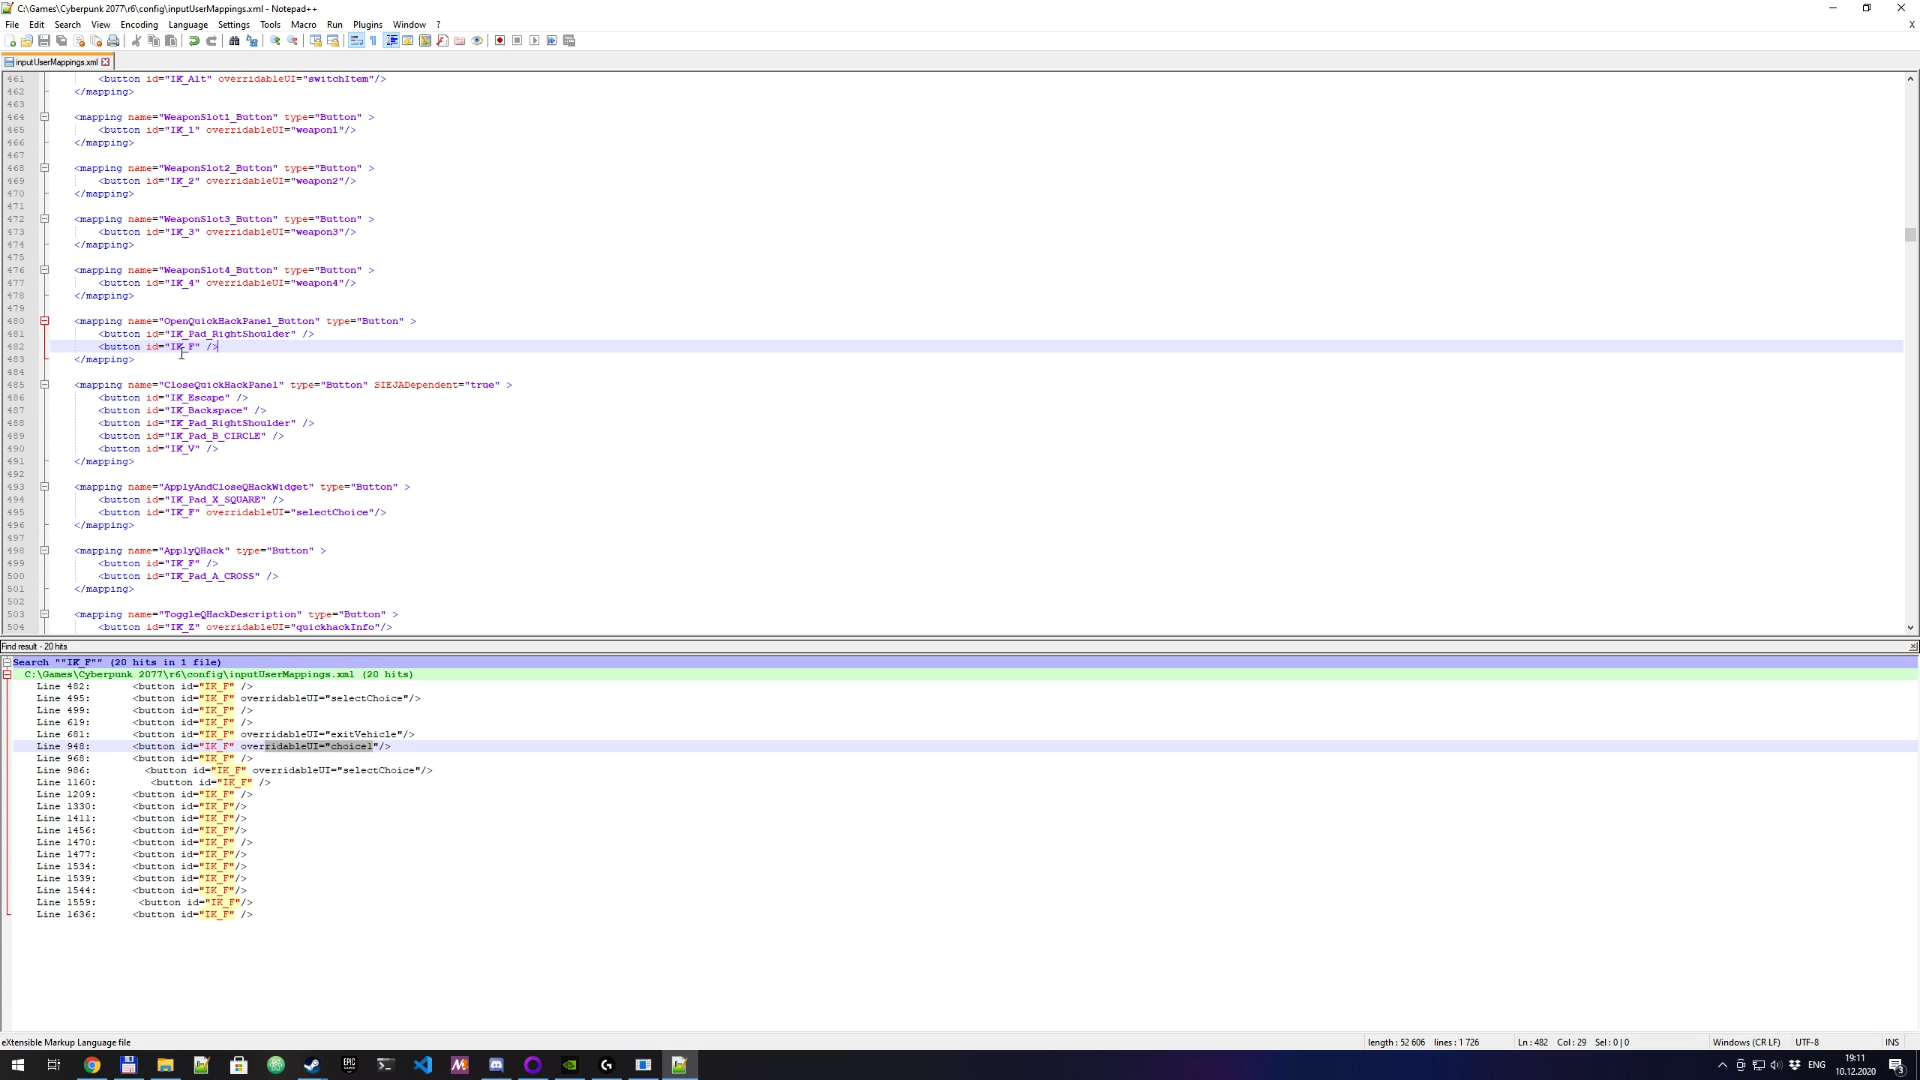 C:\Games\Cyberpunk 2077\r6\config\inputUserMappings.xml - Notepad++
File Edit Search View Encoding Language Settings Tools Macro Run Plugins Window ? X
inputUserMappings.xml
461 <button id="IK_Alt" overridableUI="switchItem"/>
462 </mapping>
463
464 <mapping name="WeaponSlot1_Button" type="Button" >
465 <button id="IK_1" overridableUI="weapon1"/>
466 </mapping>
467
468 <mapping name="WeaponSlot2_Button" type="Button" >
469 <button id="IK_2" overridableUI="weapon2"/>
470 </mapping>
471
472 <mapping name="WeaponSlot3_Button" type="Button" >
473 <button id="IK_3" overridableUI="weapon3"/>
474 </mapping>
475
476 <mapping name="WeaponSlot4_Button" type="Button" >
477 <button id="IK_4" overridableUI="weapon4"/>
478 </mapping>
479
480 <mapping name="OpenQuickHackPanel_Button" type="Button" >
481 <button id="IK_Pad_RightShoulder" />
482 <button id="IK_F" />
483 </mapping>
484
485 <mapping name="CloseQuickHackPanel" type="Button" SIEJADependent="true" >
486 <button id="IK_Escape" />
487 <button id="IK_Backspace" />
488 <button id="IK_Pad_RightShoulder" />
489 <button id="IK_Pad_B_CIRCLE" />
490 <button id="IK_V" />
491 </mapping>
492
493 <mapping name="ApplyAndCloseQHackWidget" type="Button" >
494 <button id="IK_Pad_X_SQUARE" />
495 <button id="IK_F" overridableUI="selectChoice"/>
496 </mapping>
497
498 <mapping name="ApplyQHack" type="Button" >
499 <button id="IK_F" />
500 <button id="IK_Pad_A_CROSS" />
501 </mapping>
502
503 <mapping name="ToggleQHackDescription" type="Button" >
504 <button id="IK_Z" overridableUI="quickhackInfo"/>
Find result - 20 hits
Search ""IK_F"" (20 hits in 1 file)
C:\Games\Cyberpunk 2077\r6\config\inputUserMappings.xml (20 hits)
Line 482: <button id="IK_F" />
Line 495: <button id="IK_F" overridableUI="selectChoice"/>
Line 499: <button id="IK_F" />
Line 619: <button id="IK_F" />
Line 681: <button id="IK_F" overridableUI="exitVehicle"/>
Line 948: <button id="IK_F" overridableUI="choice1"/>
Line 968: <button id="IK_F" />
Line 986: <button id="IK_F" overridableUI="selectChoice"/>
Line 1160: <button id="IK_F" />
Line 1209: <button id="IK_F" />
Line 1330: <button id="IK_F"/>
Line 1411: <button id="IK_F"/>
Line 1456: <button id="IK_F"/>
Line 1470: <button id="IK_F" />
Line 1477: <button id="IK_F"/>
Line 1534: <button id="IK_F"/>
Line 1539: <button id="IK_F"/>
Line 1544: <button id="IK_F"/>
Line 1559: <button id="IK_F"/>
Line 1636: <button id="IK_F" />
eXtensible Markup Language file length : 52 606 lines : 1 726 Ln : 482 Col : 29 Sel : 0 | 0 Windows (CR LF) UTF-8 INS
EPIC GAMES
ENG
19:11
10.12.2020
3